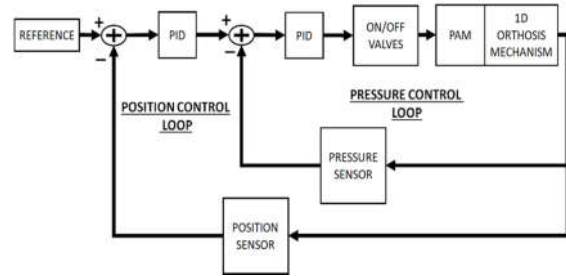 REFERENCE
+
−
PID
+
−
PID
ON/OFF
VALVES
PAM
1D
ORTHOSIS
MECHANISM
POSITION CONTROL
LOOP
PRESSURE CONTROL
LOOP
PRESSURE
SENSOR
POSITION
SENSOR